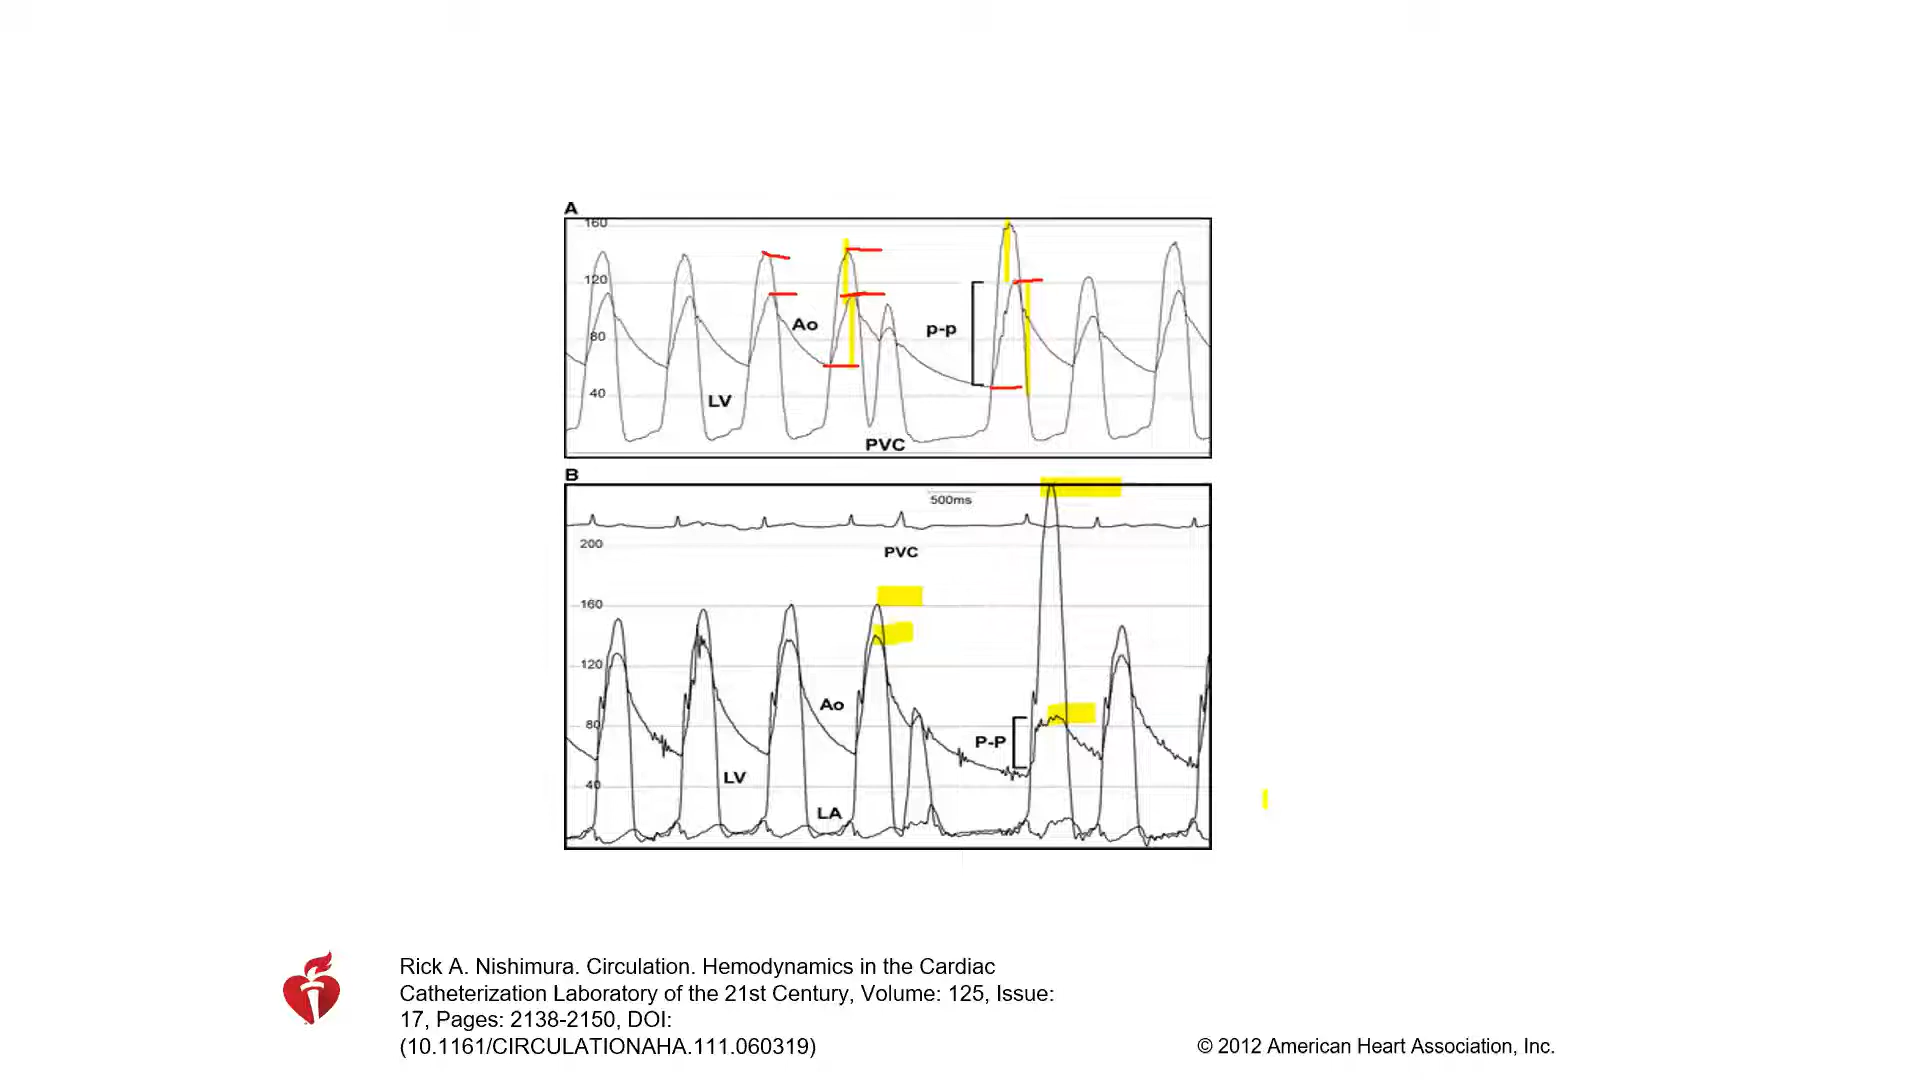 A
160
120
Ao
p-p
80
40
LV
PVC
B
500ms
200
PVC
160
120
Ao
80
P-P
LV
40
LA
Rick A. Nishimura. Circulation. Hemodynamics in the Cardiac
Catheterization Laboratory of the 21st Century, Volume: 125, Issue:
17, Pages: 2138-2150, DOI:
(10.1161/CIRCULATIONAHA.111.060319)
© 2012 American Heart Association, Inc.